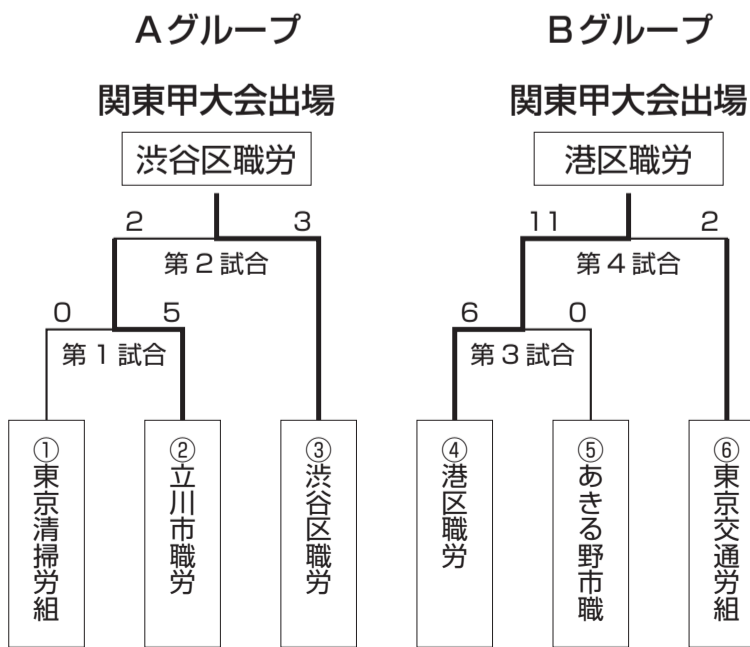 Aグループ
関東甲大会出場
渋谷区職労
2 3
第2試合
0 5
第1試合
①東京清掃労組
②立川市職労
③渋谷区職労
Bグループ
関東甲大会出場
港区職労
11 2
第4試合
6 0
第3試合
④港区職労
⑤あきる野市職
⑥東京交通労組